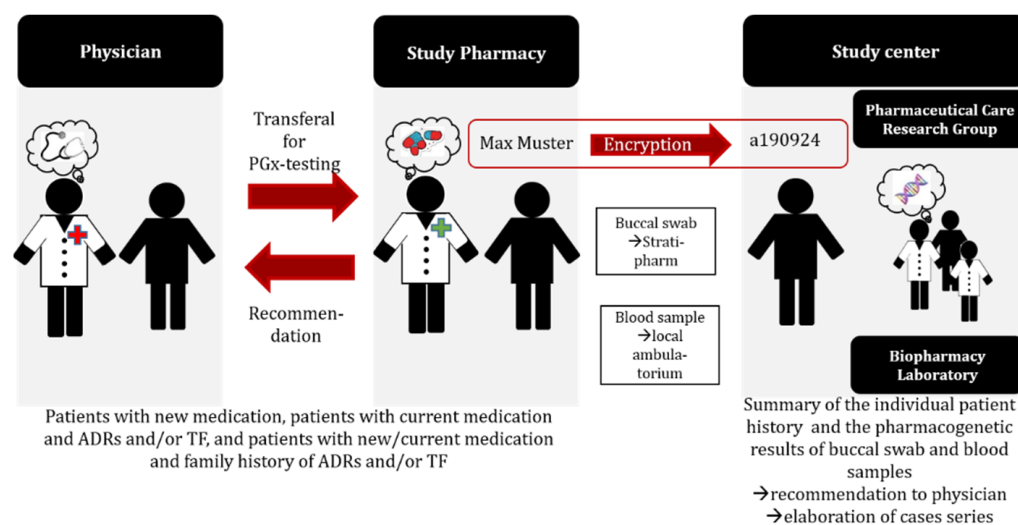 Physician
Study Pharmacy
Study center
Transferal
for
PGx-testing
Recommen-
dation
Max Muster
Encryption
a190924
Pharmaceutical Care
Research Group
Buccal swab
→Strati-
pharm
Blood sample
→local
ambula-
torium
Biopharmacy
Laboratory
Patients with new medication, patients with current medication
and ADRs and/or TF, and patients with new/current medication
and family history of ADRs and/or TF
Summary of the individual patient
history and the pharmacogenetic
results of buccal swab and blood
samples
→recommendation to physician
→elaboration of cases series